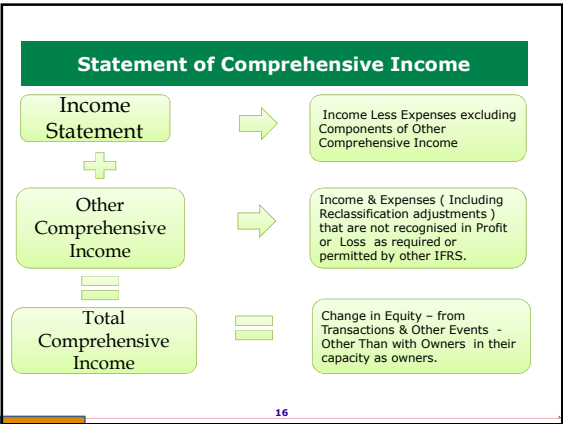 Statement of Comprehensive Income
Income
Statement
Income Less Expenses excluding
Components of Other
Comprehensive Income
Other
Comprehensive
Income
Income & Expenses ( Including
Reclassification adjustments )
that are not recognised in Profit
or Loss as required or
permitted by other IFRS.
Total
Comprehensive
Income
Change in Equity – from
Transactions & Other Events -
Other Than with Owners in their
capacity as owners.
16